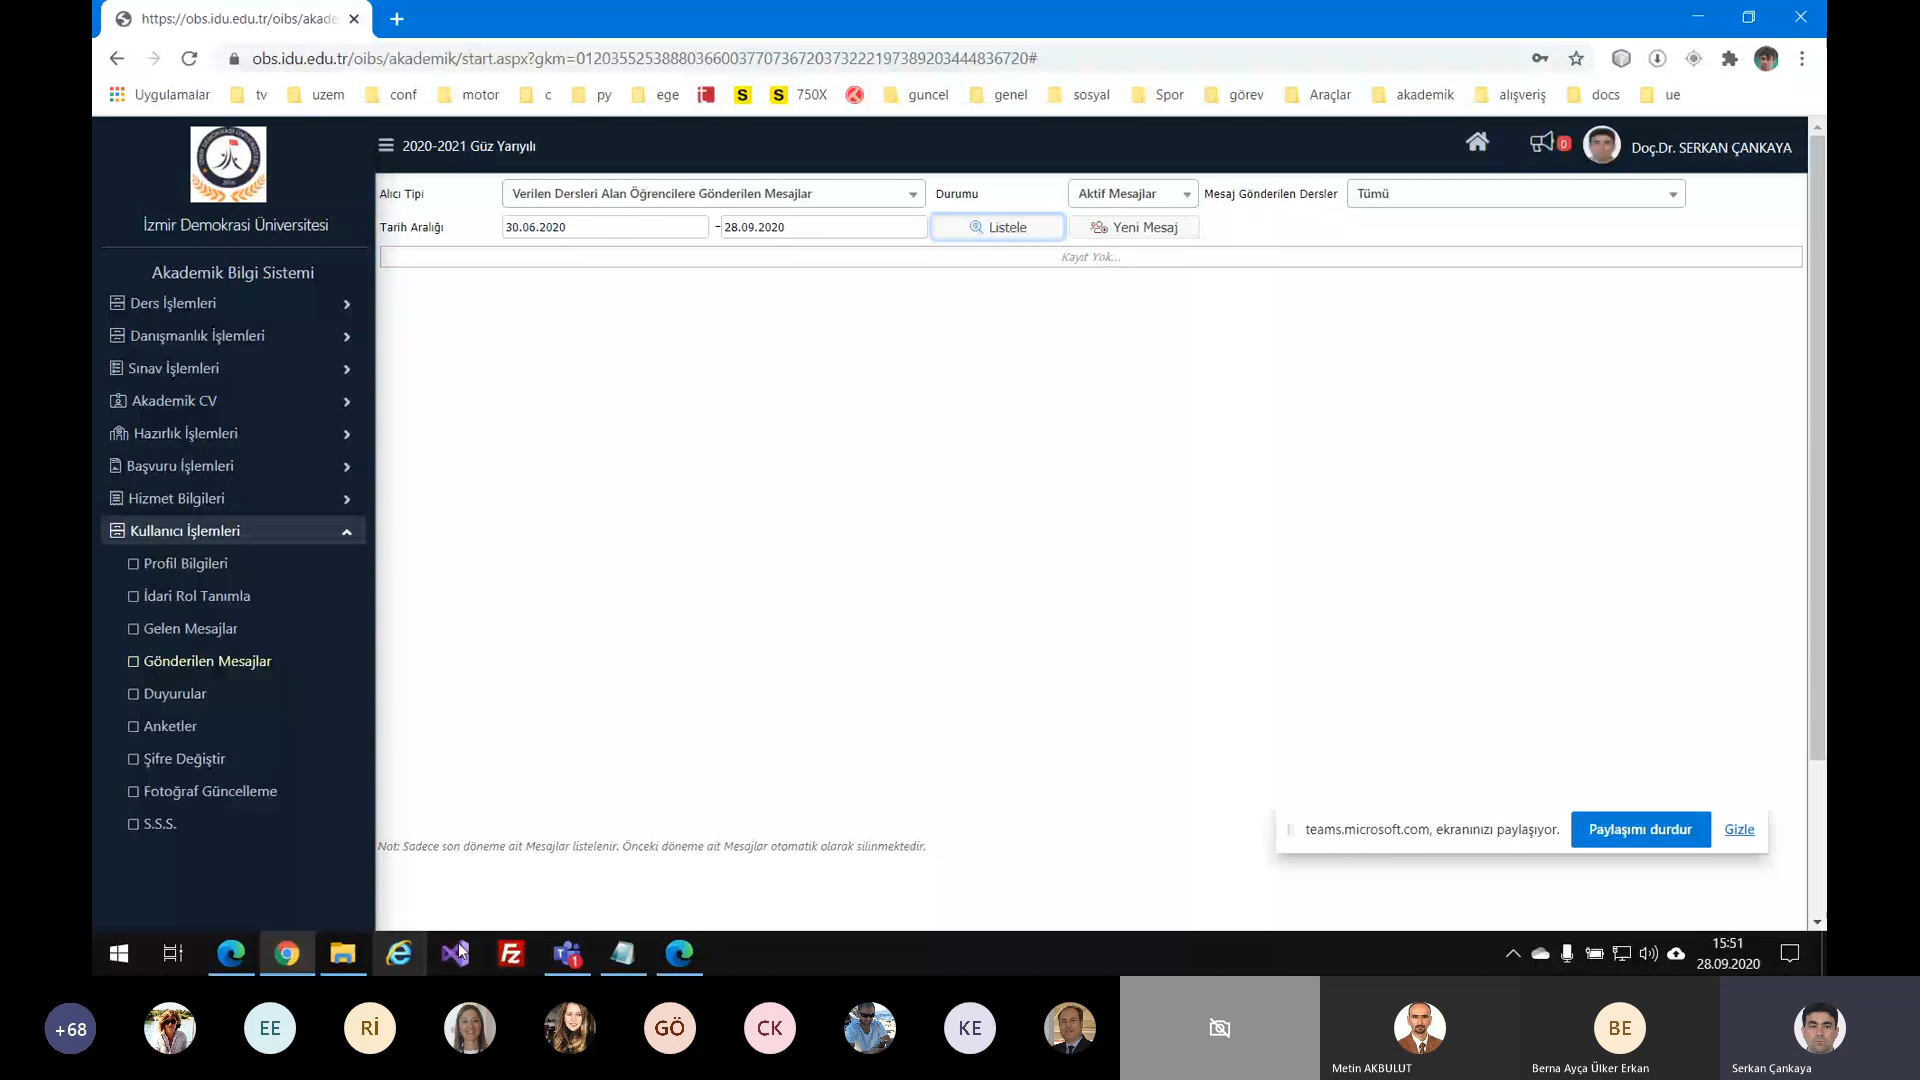 https://obs.idu.edu.tr/oibs/akade
obs.idu.edu.tr/oibs/akademik/start.aspx?gkm=0120355253888036600377073672037322219738920344483672​0#
Uygulamalar tv uzem conf motor c py ege S S 750X guncel genel sosyal Spor görev Araçlar akademik alışveriş docs ue
2020-2021 Güz Yarıyılı
0
Doç.Dr. SERKAN ÇANKAYA
İzmir Demokrasi Üniversitesi
Akademik Bilgi Sistemi
Ders İşlemleri
Danışmanlık İşlemleri
Sınav İşlemleri
Akademik CV
Hazırlık İşlemleri
Başvuru İşlemleri
Hizmet Bilgileri
Kullanıcı İşlemleri
Profil Bilgileri
İdari Rol Tanımla
Gelen Mesajlar
Gönderilen Mesajlar
Duyurular
Anketler
Şifre Değiştir
Fotoğraf Güncelleme
S.S.S.
Alıcı Tipi Verilen Dersleri Alan Öğrencilere Gönderilen Mesajlar Durumu Aktif Mesajlar Mesaj Gönderilen Dersler Tümü
Tarih Aralığı 30.06.2020 - 28.09.2020 Listele Yeni Mesaj
Kayıt Yok...
teams.microsoft.com, ekranınızı paylaşıyor. Paylaşımı durdur Gizle
Not: Sadece son döneme ait Mesajlar listelenir. Önceki döneme ait Mesajlar otomatik olarak silinmektedir.
Fz
1
15:51
28.09.2020
+68 EE Rİ GÖ CK KE BE
Metin AKBULUT Berna Ayça Ülker Erkan Serkan Çankaya